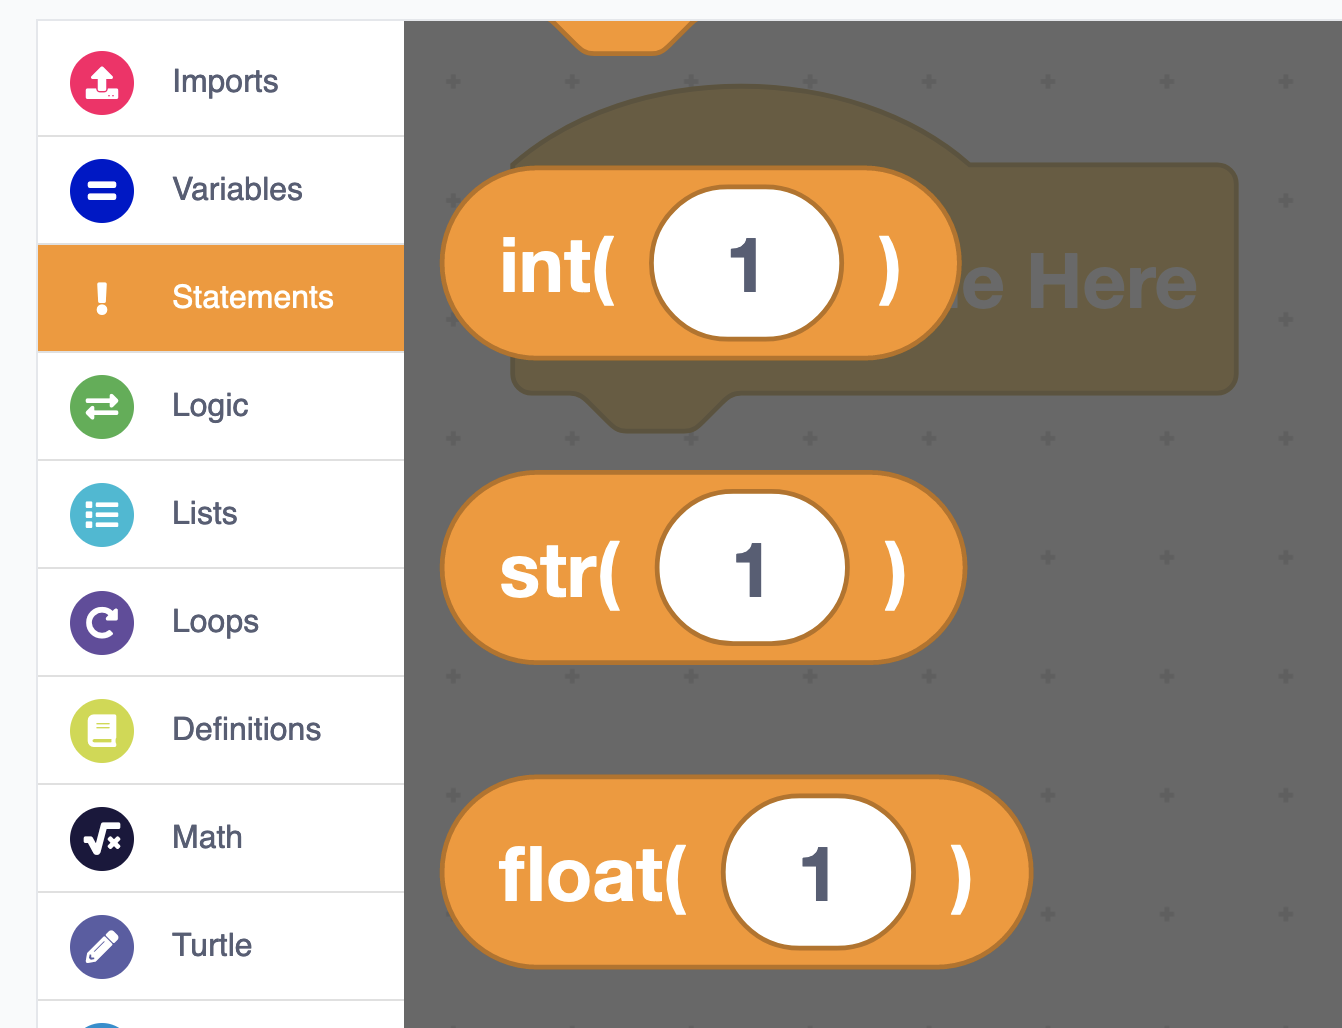 Imports
Variables
Statements
Logic
Lists
Loops
Definitions
Math
Turtle
Here
int( 1 )
str( 1 )
float( 1 )